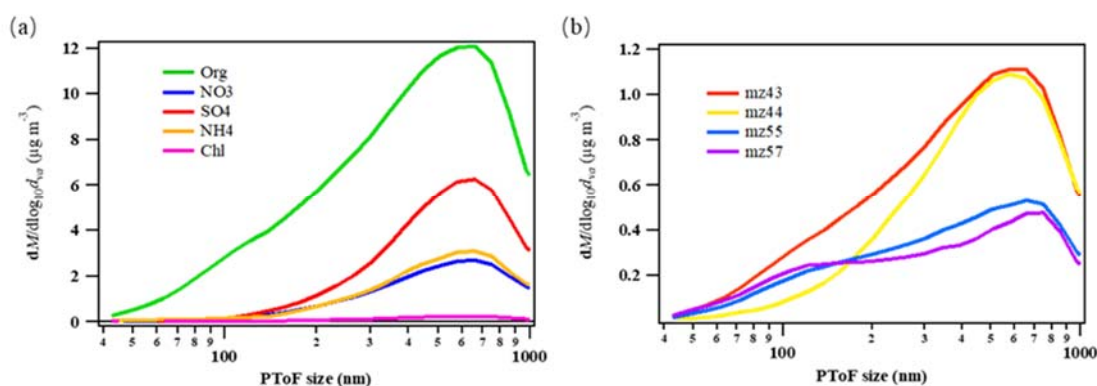 (a)
dM/dlog10dva (µg m-3)
12
10
8
6
4
2
0
Org
NO3
SO4
NH4
Chl
4 5 6 7 8 9 100 2 3 4 5 6 7 8 9 1000
PToF size (nm)
(b)
dM/dlog10dva (µg m-3)
1.2
1.0
0.8
0.6
0.4
0.2
mz43
mz44
mz55
mz57
4 5 6 7 8 9 100 2 3 4 5 6 7 8 9 1000
PToF size (nm)